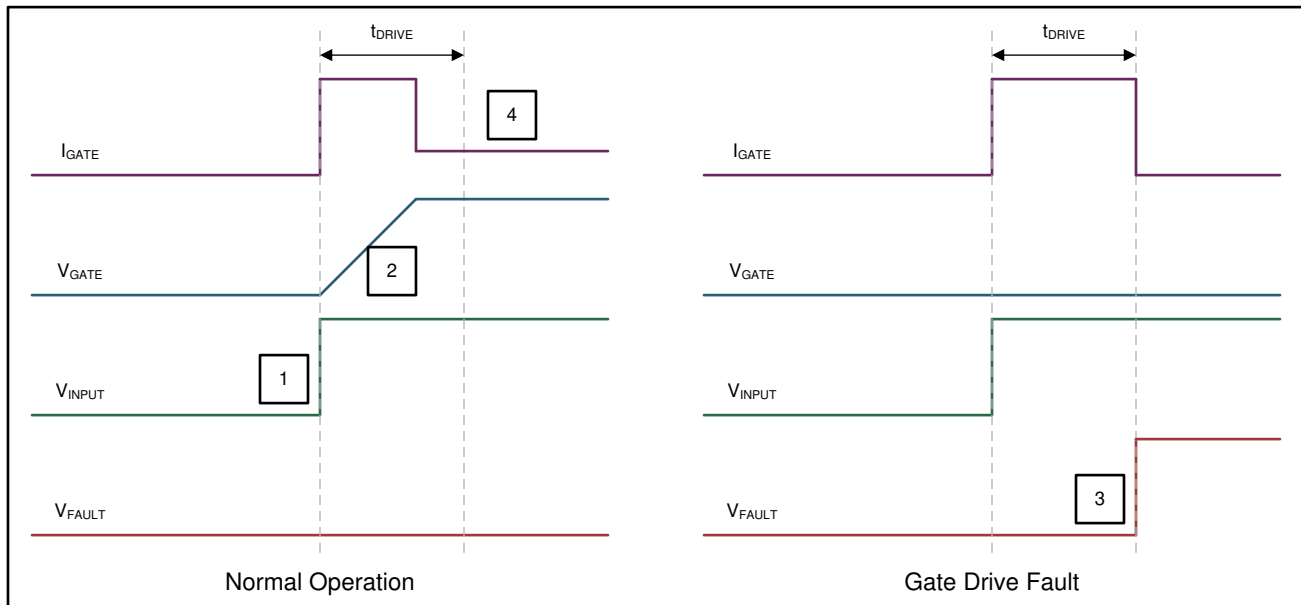 tDRIVE
4
IGATE
2
VGATE
1
VINPUT
VFAULT
Normal Operation
tDRIVE
IGATE
VGATE
VINPUT
3
VFAULT
Gate Drive Fault